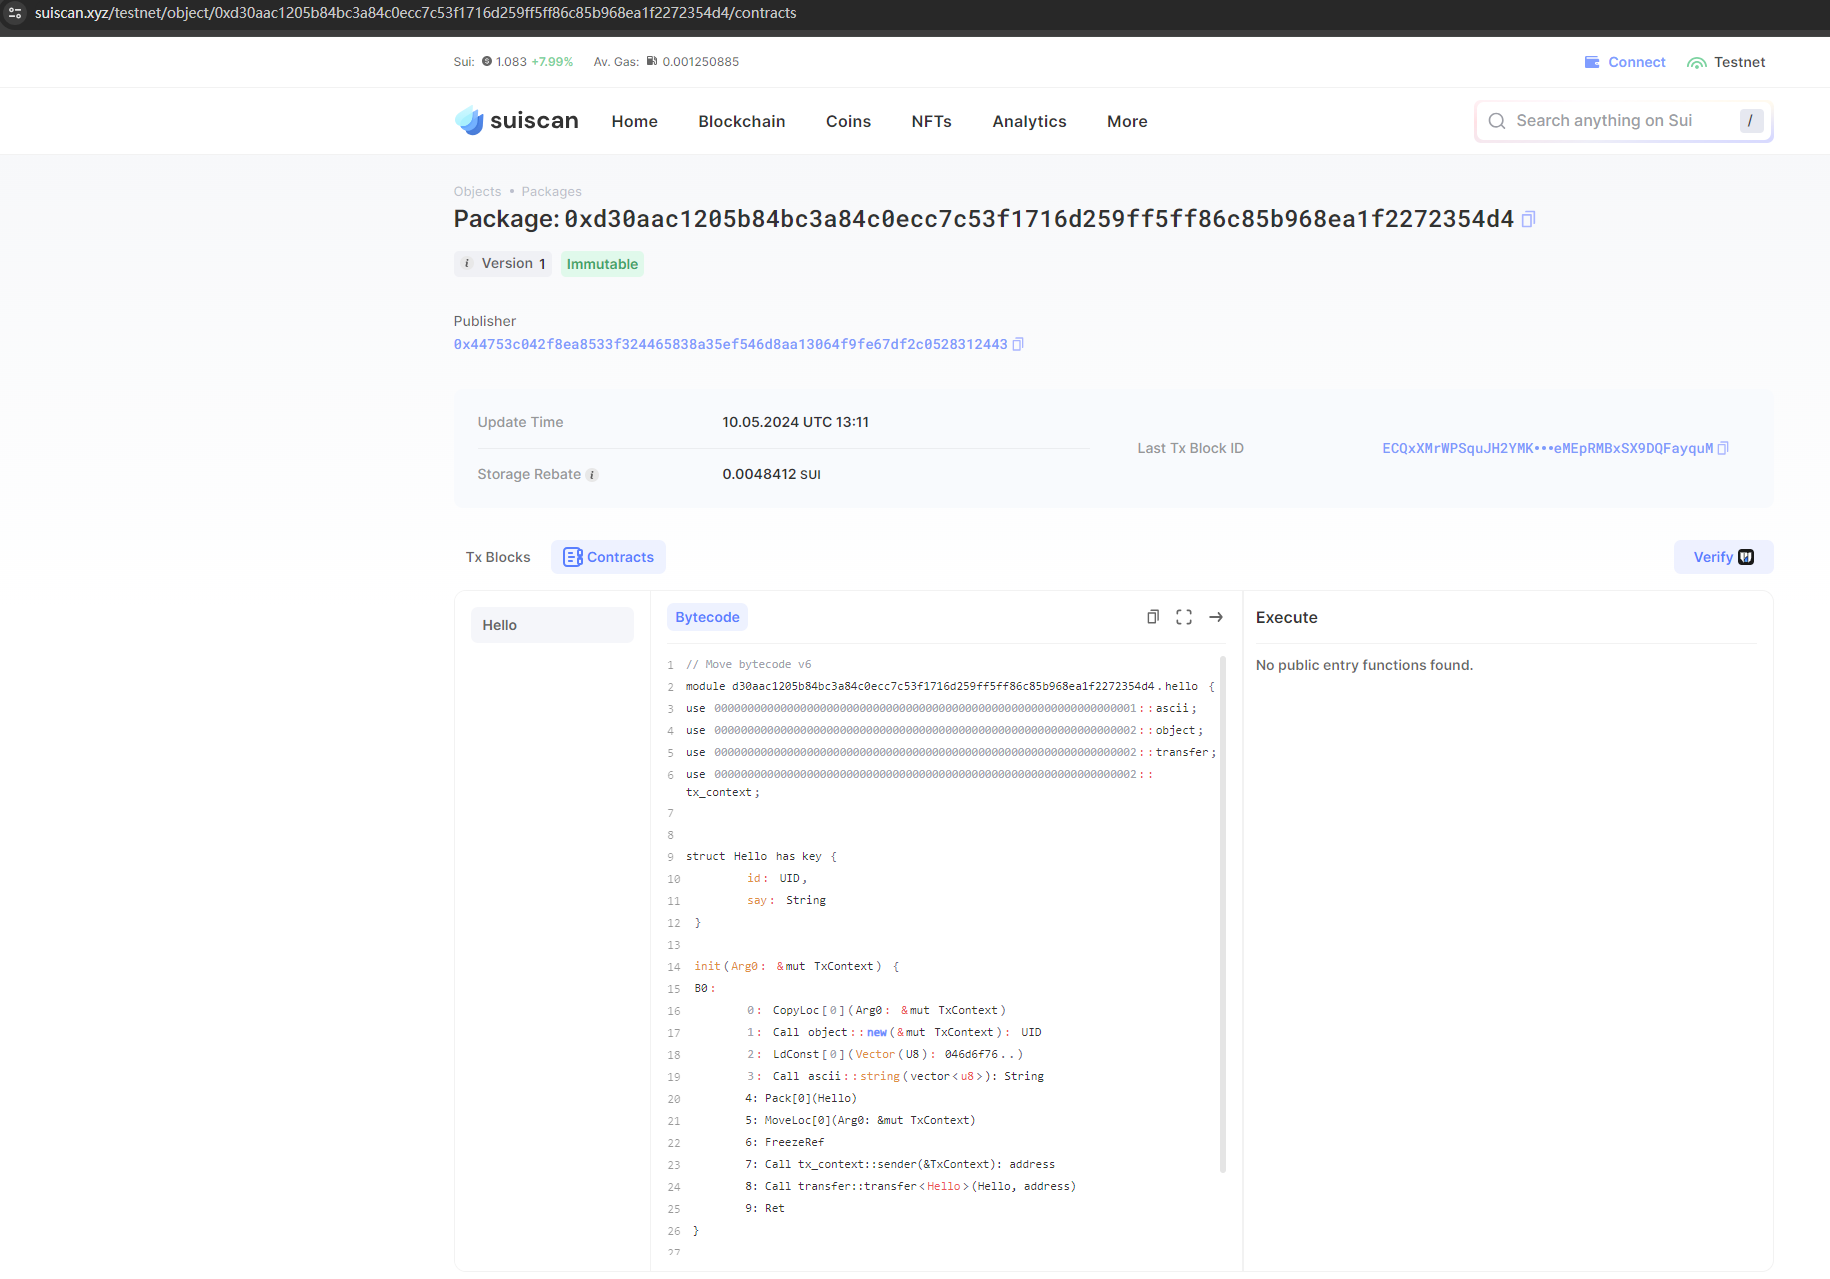 suiscan.xyz/testnet/object/0xd30aac1205b84bc3a84c0ecc7c53f1716d259ff5ff86c85b968ea1f2272354d4/contracts
Sui: 1.083 +7.99% Av. Gas: 0.001250885
Connect Testnet
suiscan Home Blockchain Coins NFTs Analytics More Search anything on Sui /
Objects • Packages
Package: 0xd30aac1205b84bc3a84c0ecc7c53f1716d259ff5ff86c85b968ea1f2272354d4
i Version 1 Immutable
Publisher
0x44753c042f8ea8533f324465838a35ef546d8aa13064f9fe67df2c0528312443
Update Time 10.05.2024 UTC 13:11
Last Tx Block ID ECQxXMrWPSquJH2YMK•••eMEpRMBxSX9DQFayquM
Storage Rebate i 0.0048412 SUI
Tx Blocks Contracts Verify
Hello
Bytecode
Execute
No public entry functions found.
1 // Move bytecode v6
2 module d30aac1205b84bc3a84c0ecc7c53f1716d259ff5ff86c85b968ea1f2272354d4.hello {
3 use 0000000000000000000000000000000000000000000000000000000000000001::ascii;
4 use 0000000000000000000000000000000000000000000000000000000000000002::object;
5 use 0000000000000000000000000000000000000000000000000000000000000002::transfer;
6 use 0000000000000000000000000000000000000000000000000000000000000002::
tx_context;
7
8
9 struct Hello has key {
10 id: UID,
11 say: String
12 }
13
14 init(Arg0: &mut TxContext) {
15 B0:
16 0: CopyLoc[0](Arg0: &mut TxContext)
17 1: Call object::new(&mut TxContext): UID
18 2: LdConst[0](Vector(U8): 046d6f76..)
19 3: Call ascii::string(vector<u8>): String
20 4: Pack[0](Hello)
21 5: MoveLoc[0](Arg0: &mut TxContext)
22 6: FreezeRef
23 7: Call tx_context::sender(&TxContext): address
24 8: Call transfer::transfer<Hello>(Hello, address)
25 9: Ret
26 }
27